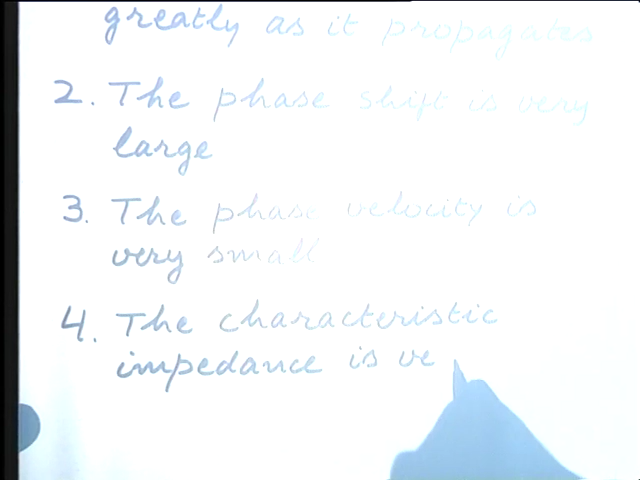 greatly as it propagates
2. The phase shift is very
large
3. The phase velocity is
very small
4. The characteristic
impedance is ve